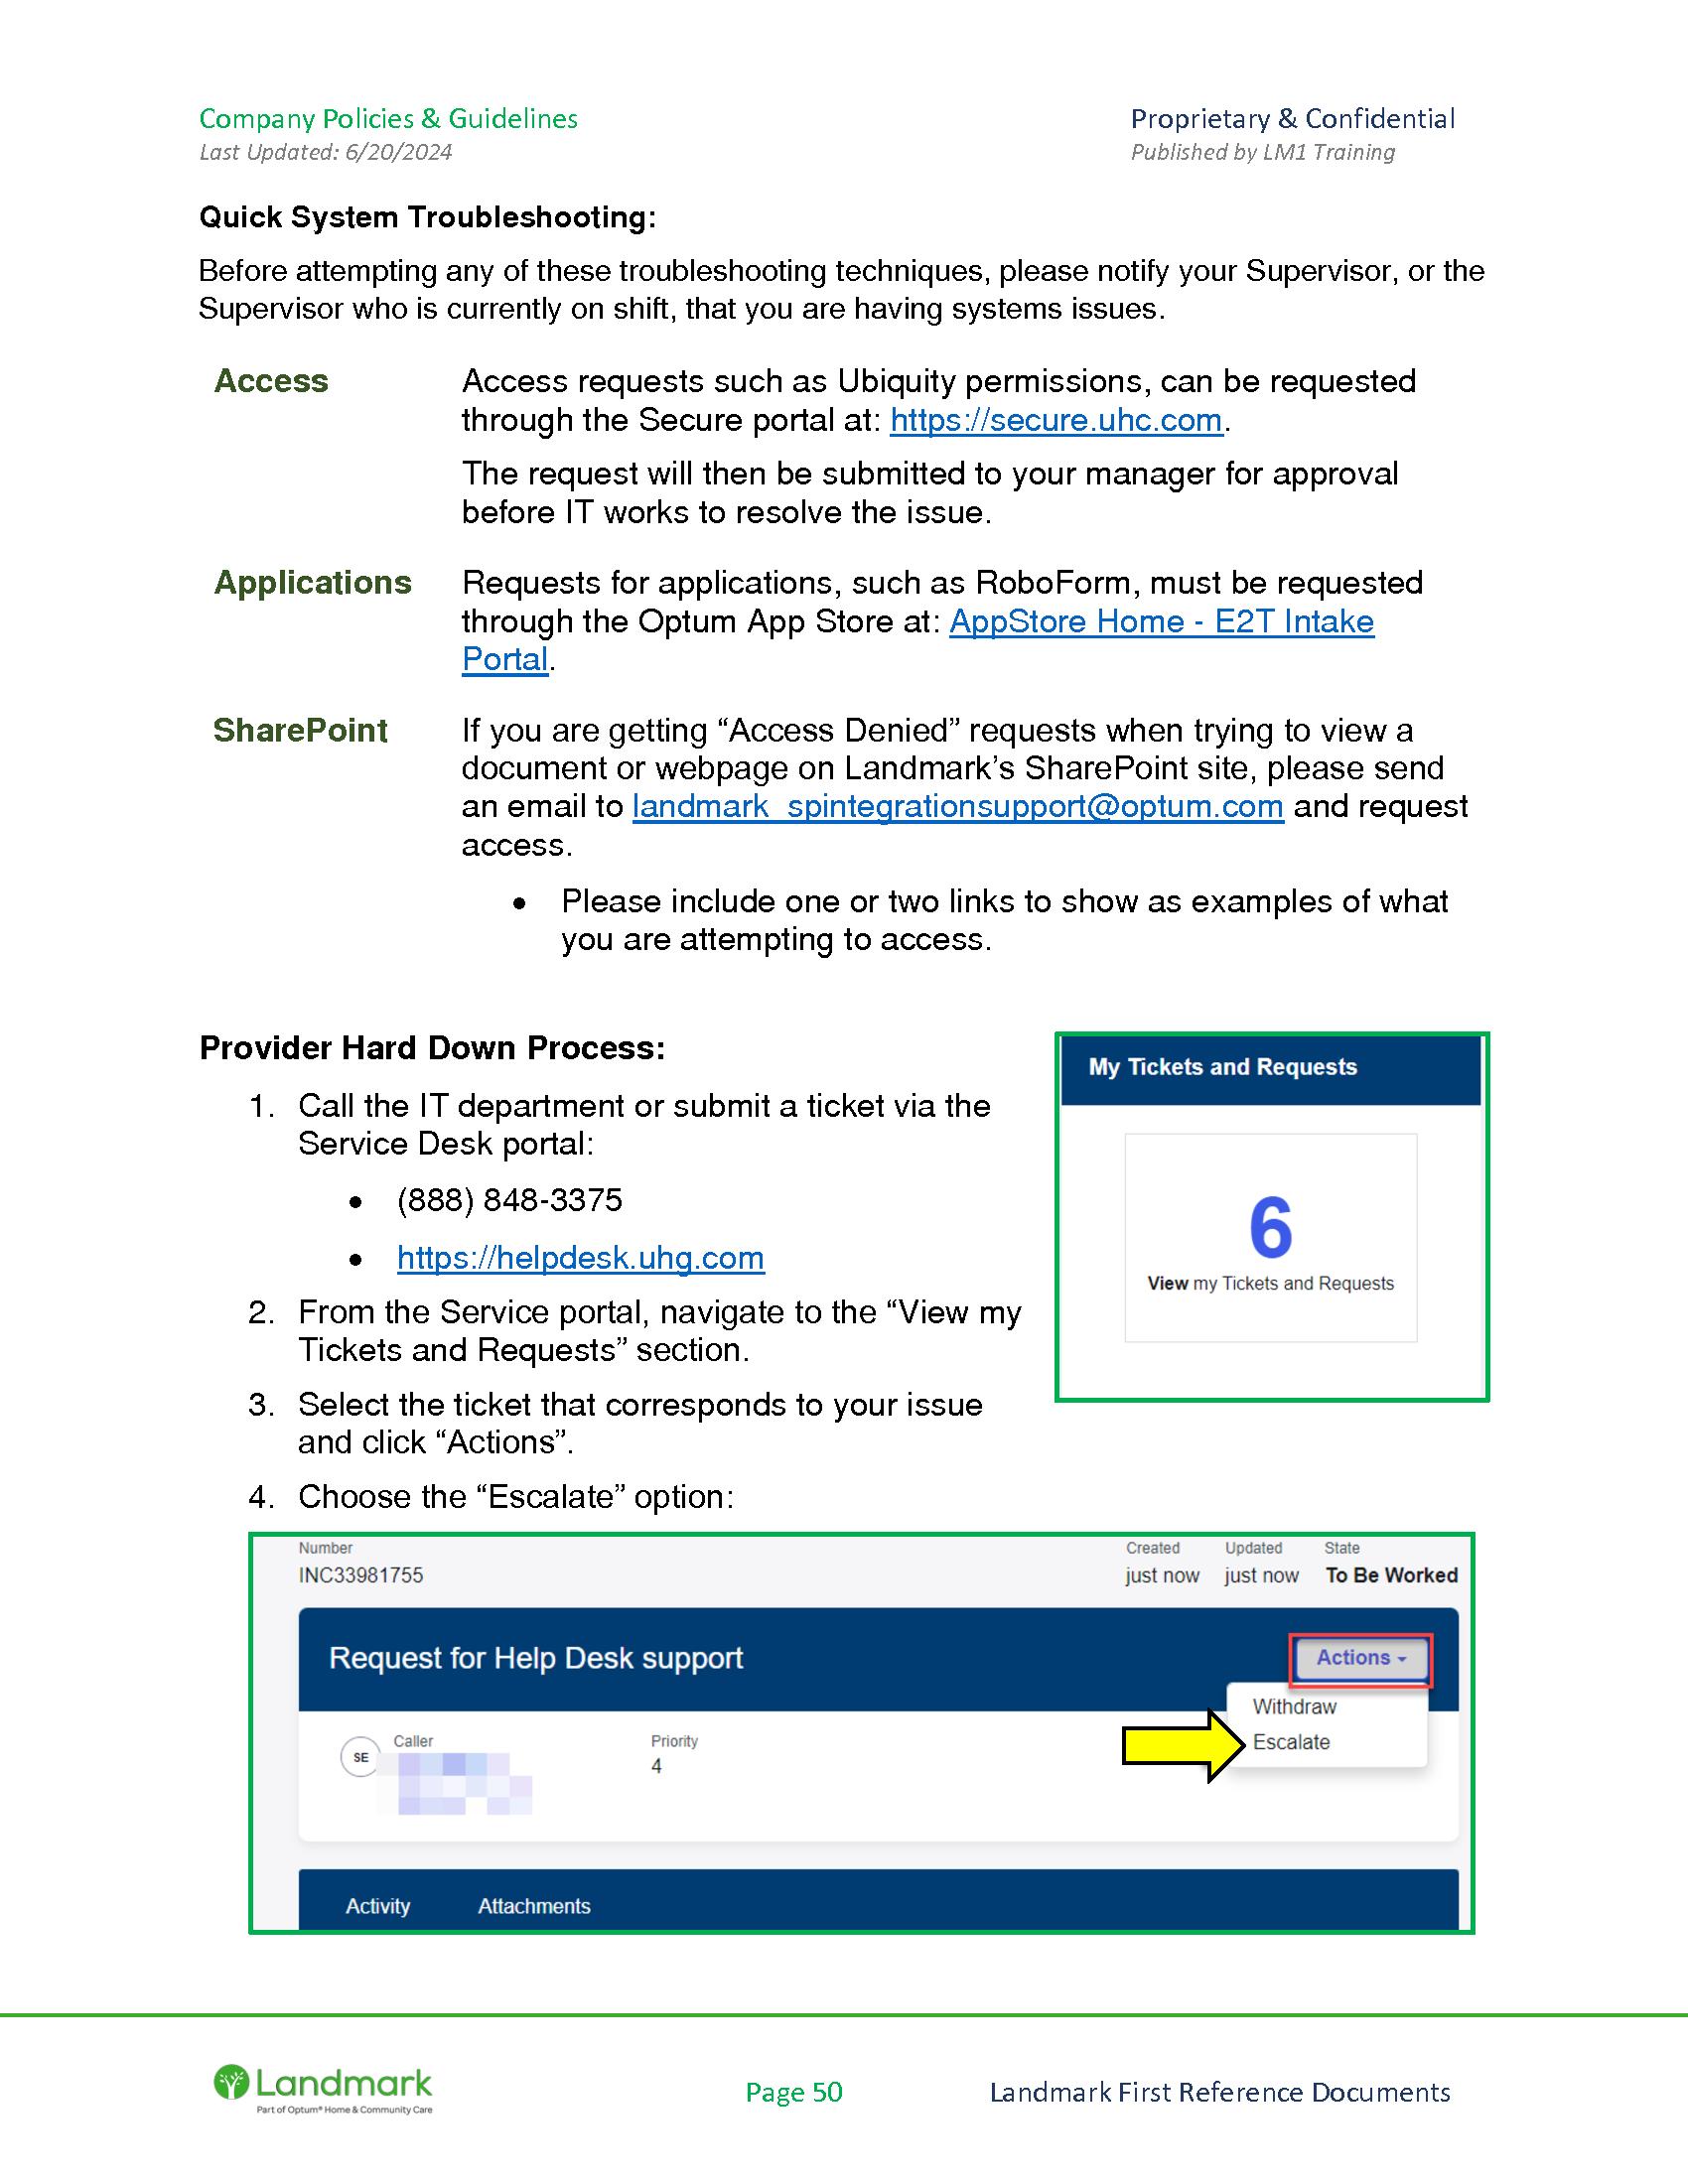 Company Policies & Guidelines
Proprietary & Confidential
Last Updated: 6/20/2024
Published by LM1 Training
Quick System Troubleshooting:
Before attempting any of these troubleshooting techniques, please notify your Supervisor, or the
Supervisor who is currently on shift, that you are having systems issues.
Access
Access requests such as Ubiquity permissions, can be requested
through the Secure portal at: https://secure.uhc.com.
The request will then be submitted to your manager for approval
before IT works to resolve the issue.
Applications
Requests for applications, such as RoboForm, must be requested
through the Optum App Store at: AppStore Home - E2T Intake
Portal.
SharePoint
If you are getting “Access Denied” requests when trying to view a
document or webpage on Landmark’s SharePoint site, please send
an email to landmark_spintegrationsupport@optum.com and request
access.
• Please include one or two links to show as examples of what
you are attempting to access.
Provider Hard Down Process:
1. Call the IT department or submit a ticket via the
Service Desk portal:
• (888) 848-3375
• https://helpdesk.uhg.com
2. From the Service portal, navigate to the “View my
Tickets and Requests” section.
3. Select the ticket that corresponds to your issue
and click “Actions”.
4. Choose the “Escalate” option:
My Tickets and Requests
6
View my Tickets and Requests
Number
Created
Updated
State
INC33981755
just now
just now
To Be Worked
Request for Help Desk support
Actions
Withdraw
Escalate
SE
Caller
Priority
4
Activity
Attachments
Landmark
Part of Optum® Home & Community Care
Page 50
Landmark First Reference Documents